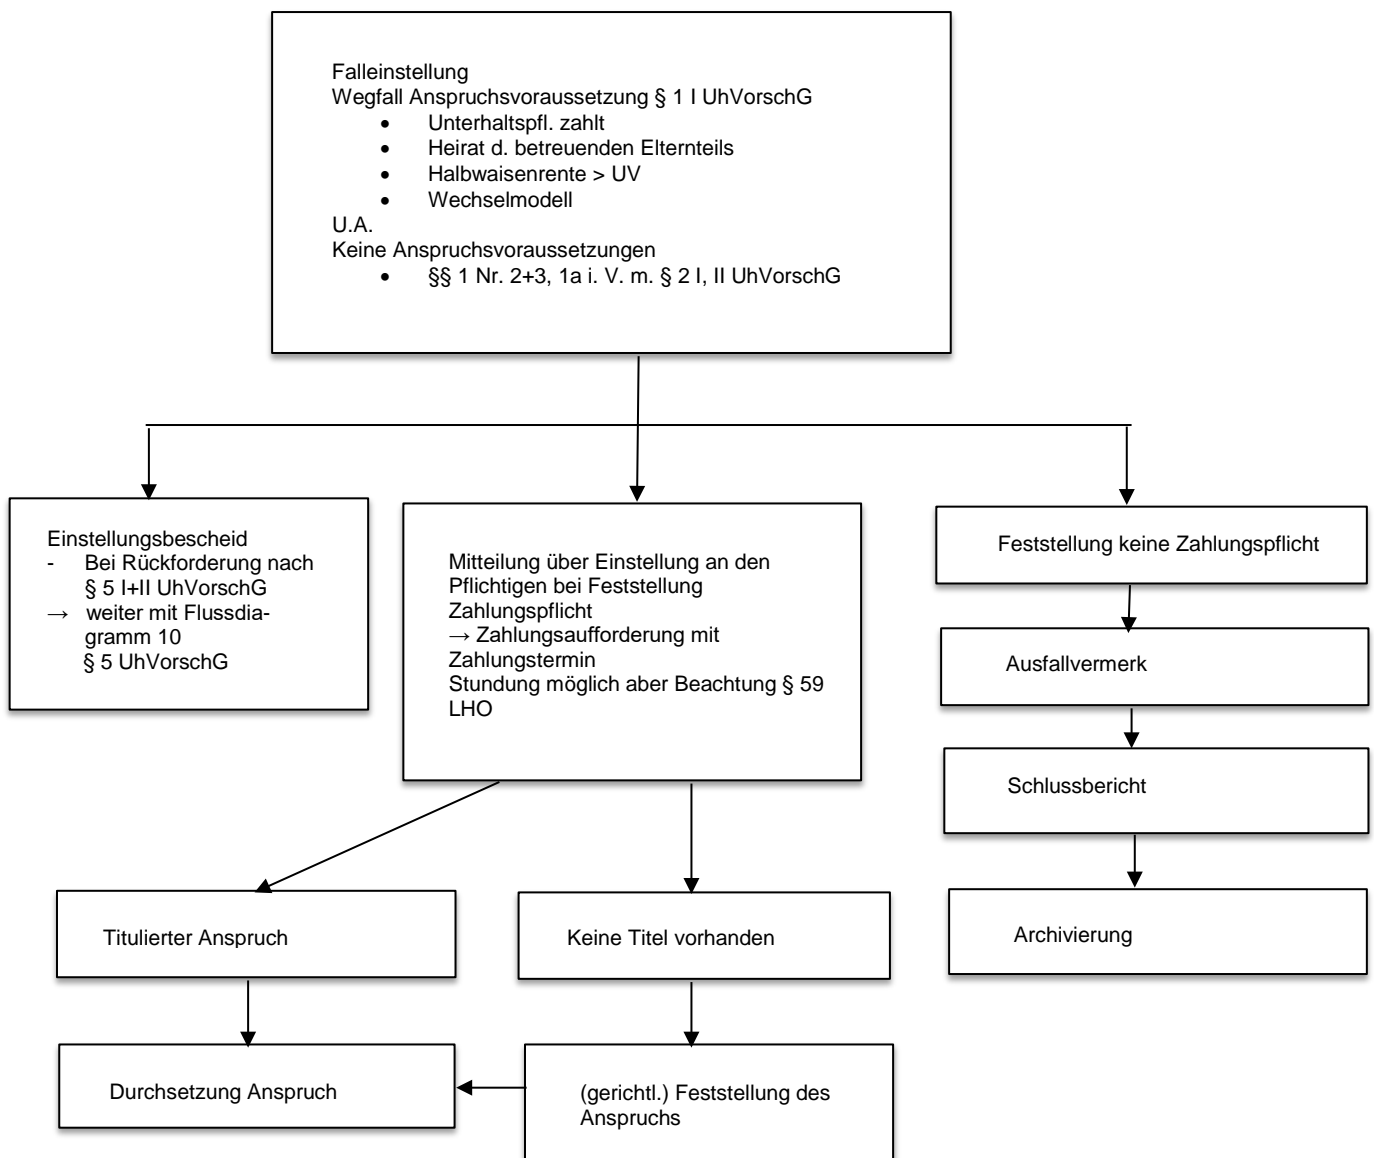 Falleinstellung
Wegfall Anspruchsvoraussetzung § 1 I UhVorschG
• Unterhaltspfl. zahlt
• Heirat d. betreuenden Elternteils
• Halbwaisenrente > UV
• Wechselmodell
U.A.
Keine Anspruchsvoraussetzungen
• §§ 1 Nr. 2+3, 1a i. V. m. § 2 I, II UhVorschG
Einstellungsbescheid
- Bei Rückforderung nach
§ 5 I+II UhVorschG
→ weiter mit Flussdia-
gramm 10
§ 5 UhVorschG
Mitteilung über Einstellung an den
Pflichtigen bei Feststellung
Zahlungspflicht
→ Zahlungsaufforderung mit
Zahlungstermin
Stundung möglich aber Beachtung § 59
LHO
Feststellung keine Zahlungspflicht
Ausfallvermerk
Schlussbericht
Archivierung
Titulierter Anspruch
Keine Titel vorhanden
Durchsetzung Anspruch
(gerichtl.) Feststellung des
Anspruchs